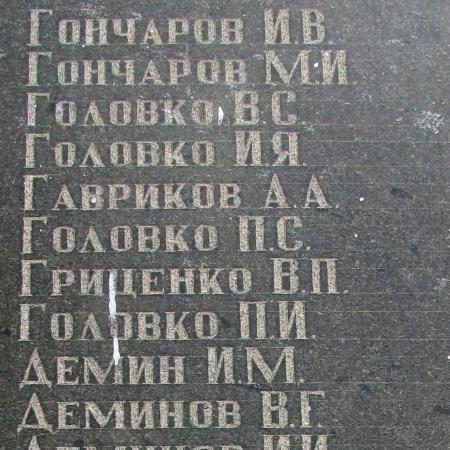 ГОНЧАРОВ И.В.
ГОНЧАРОВ М.И.
ГОЛОВКО В.С.
ГОЛОВКО И.Я.
ГАВРИКОВ А.А.
ГОЛОВКО П.С.
ГРИЦЕНКО В.П.
ГОЛОВКО П.И.
ДЕМИН И.М.
ДЕМИНОВ В.Г.